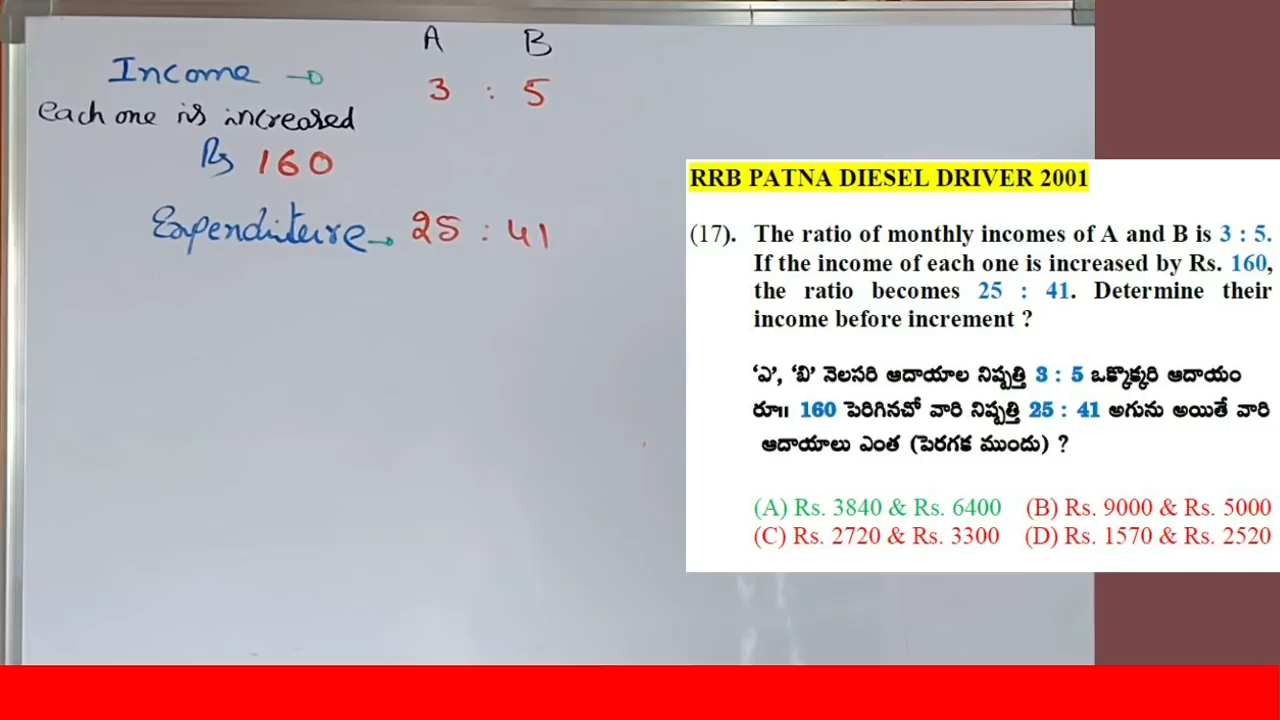 A B
Income → 3 : 5
each one is increased
Rs 160
Expenditure → 25 : 41
RRB PATNA DIESEL DRIVER 2001
(17). The ratio of monthly incomes of A and B is 3 : 5.
If the income of each one is increased by Rs. 160,
the ratio becomes 25 : 41. Determine their
income before increment ?
‘ఎ’, ‘బి’ నెలసరి ఆదాయాల నిష్పత్తి 3 : 5 ఒక్కొక్కరి ఆదాయం
రూ॥ 160 పెరిగినచో వారి నిష్పత్తి 25 : 41 అగును అయితే వారి
ఆదాయాలు ఎంత (పెరగక ముందు) ?
(A) Rs. 3840 & Rs. 6400 (B) Rs. 9000 & Rs. 5000
(C) Rs. 2720 & Rs. 3300 (D) Rs. 1570 & Rs. 2520